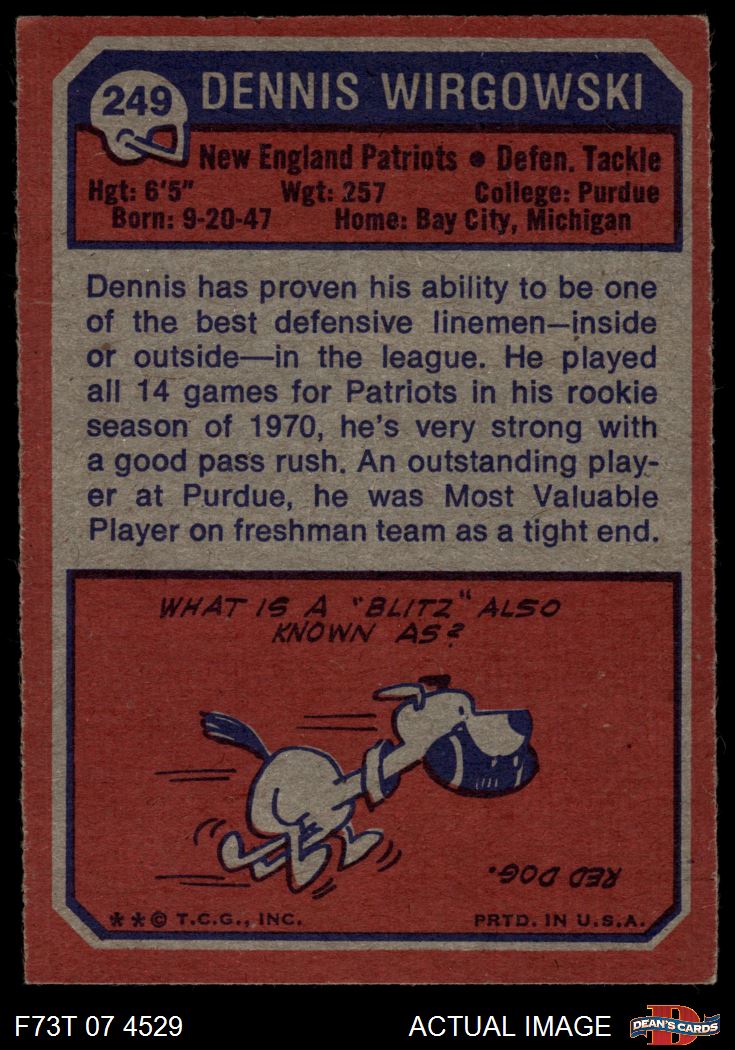 249 DENNIS WIRGOWSKI
New England Patriots • Defen. Tackle
Hgt: 6'5" Wgt: 257 College: Purdue
Born: 9-20-47 Home: Bay City, Michigan
Dennis has proven his ability to be one
of the best defensive linemen—inside
or outside—in the league. He played
all 14 games for Patriots in his rookie
season of 1970, he's very strong with
a good pass rush. An outstanding play-
er at Purdue, he was Most Valuable
Player on freshman team as a tight end.
WHAT IS A "BLITZ" ALSO
KNOWN AS?
RED DOG.
** © T.C.G., INC. PRTD. IN U.S.A.
F73T 07 4529 ACTUAL IMAGE D DEAN'S CARDS